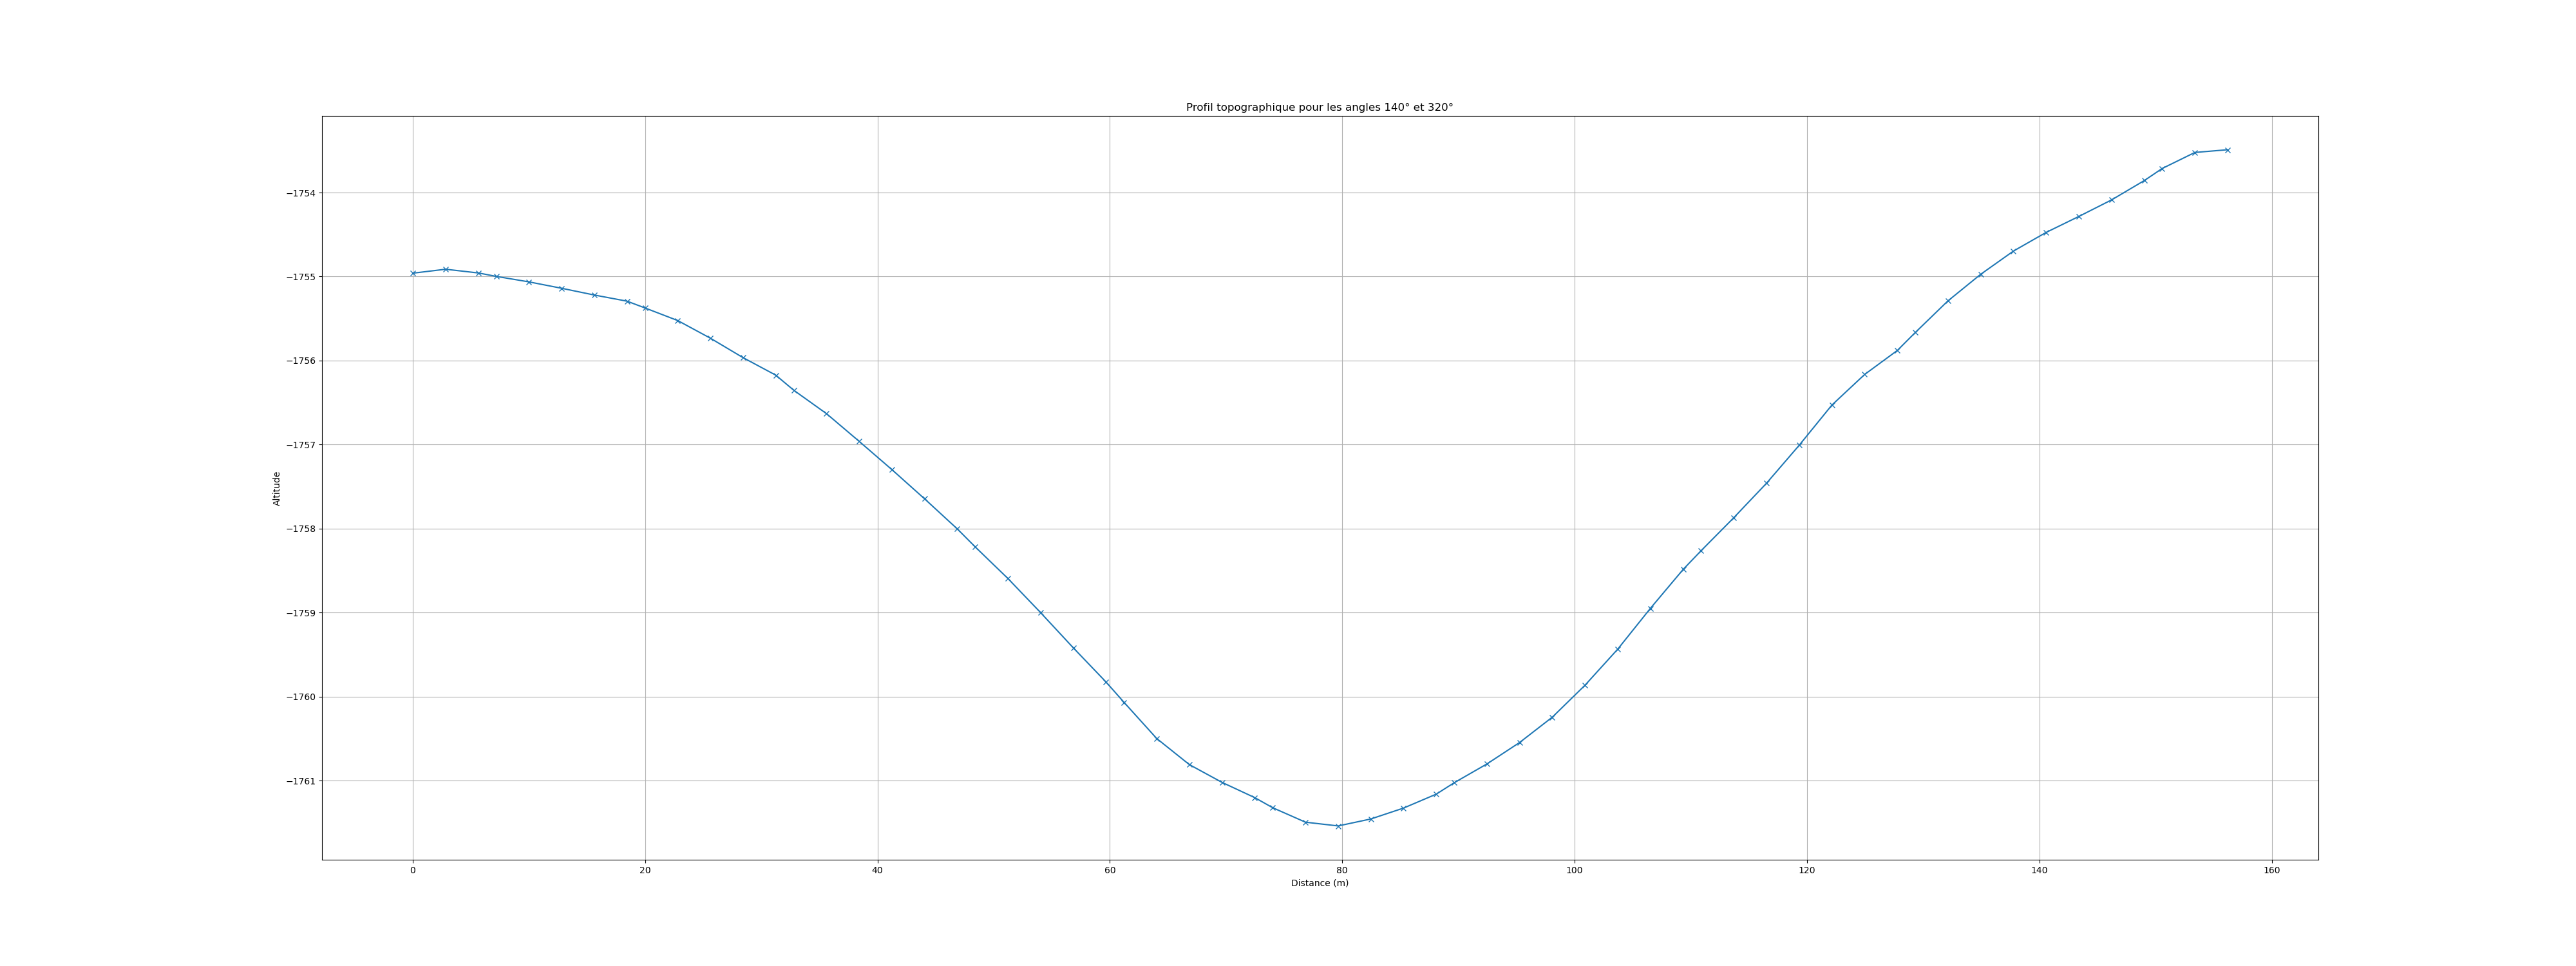 Profil topographique pour les angles 140° et 320°
Altitude
−1754
−1755
−1756
−1757
−1758
−1759
−1760
−1761
0 20 40 60 80 100 120 140 160
Distance (m)